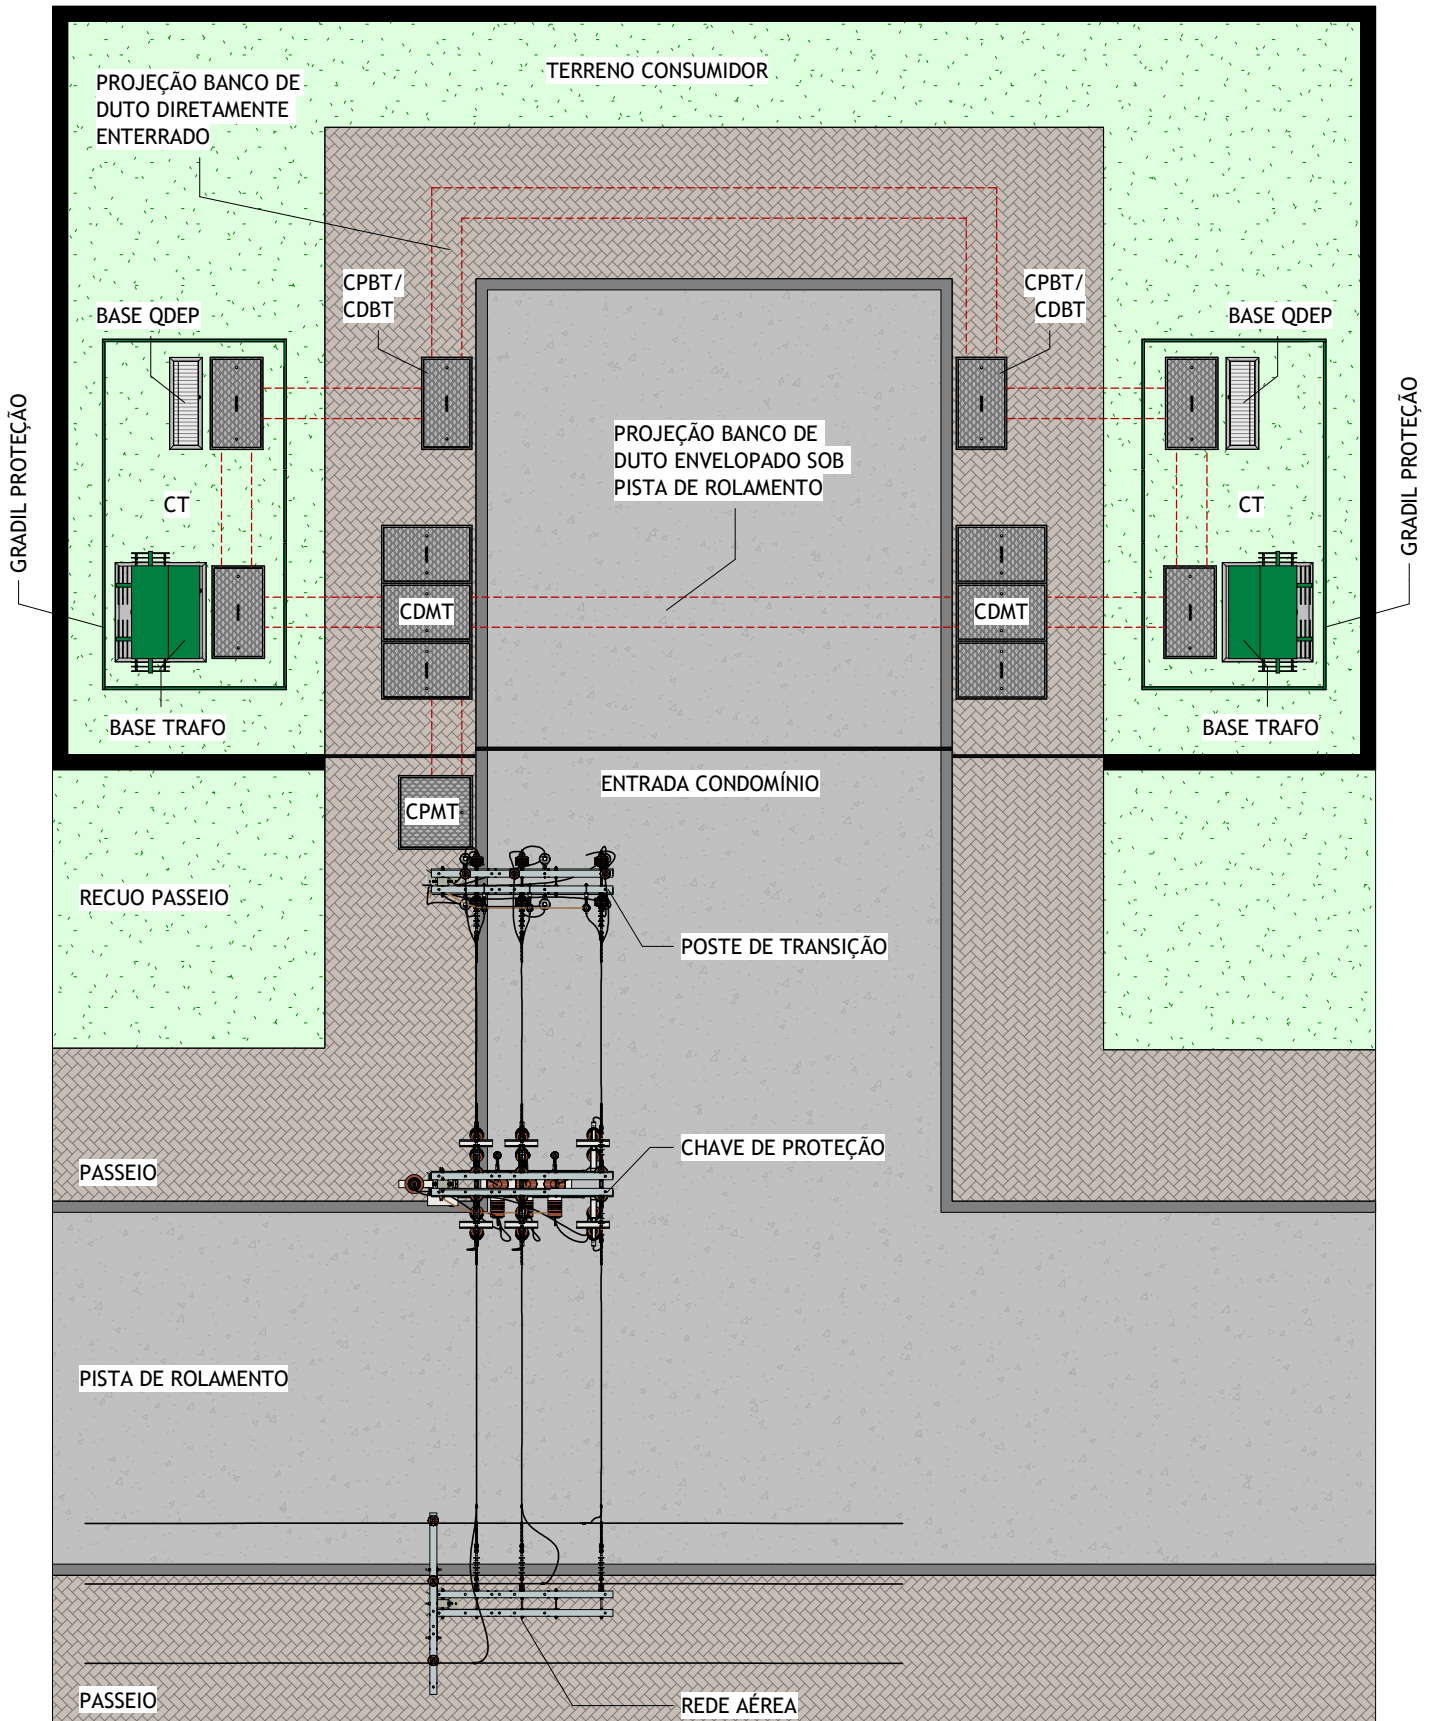 TERRENO CONSUMIDOR
PROJEÇÃO BANCO DE
DUTO DIRETAMENTE
ENTERRADO
CPBT/
CDBT
CPBT/
CDBT
BASE QDEP
BASE QDEP
GRADIL PROTEÇÃO
GRADIL PROTEÇÃO
PROJEÇÃO BANCO DE
DUTO ENVELOPADO SOB
PISTA DE ROLAMENTO
CT
CT
CDMT
CDMT
BASE TRAFO
BASE TRAFO
ENTRADA CONDOMÍNIO
CPMT
RECUO PASSEIO
POSTE DE TRANSIÇÃO
CHAVE DE PROTEÇÃO
PASSEIO
PISTA DE ROLAMENTO
PASSEIO
REDE AÉREA